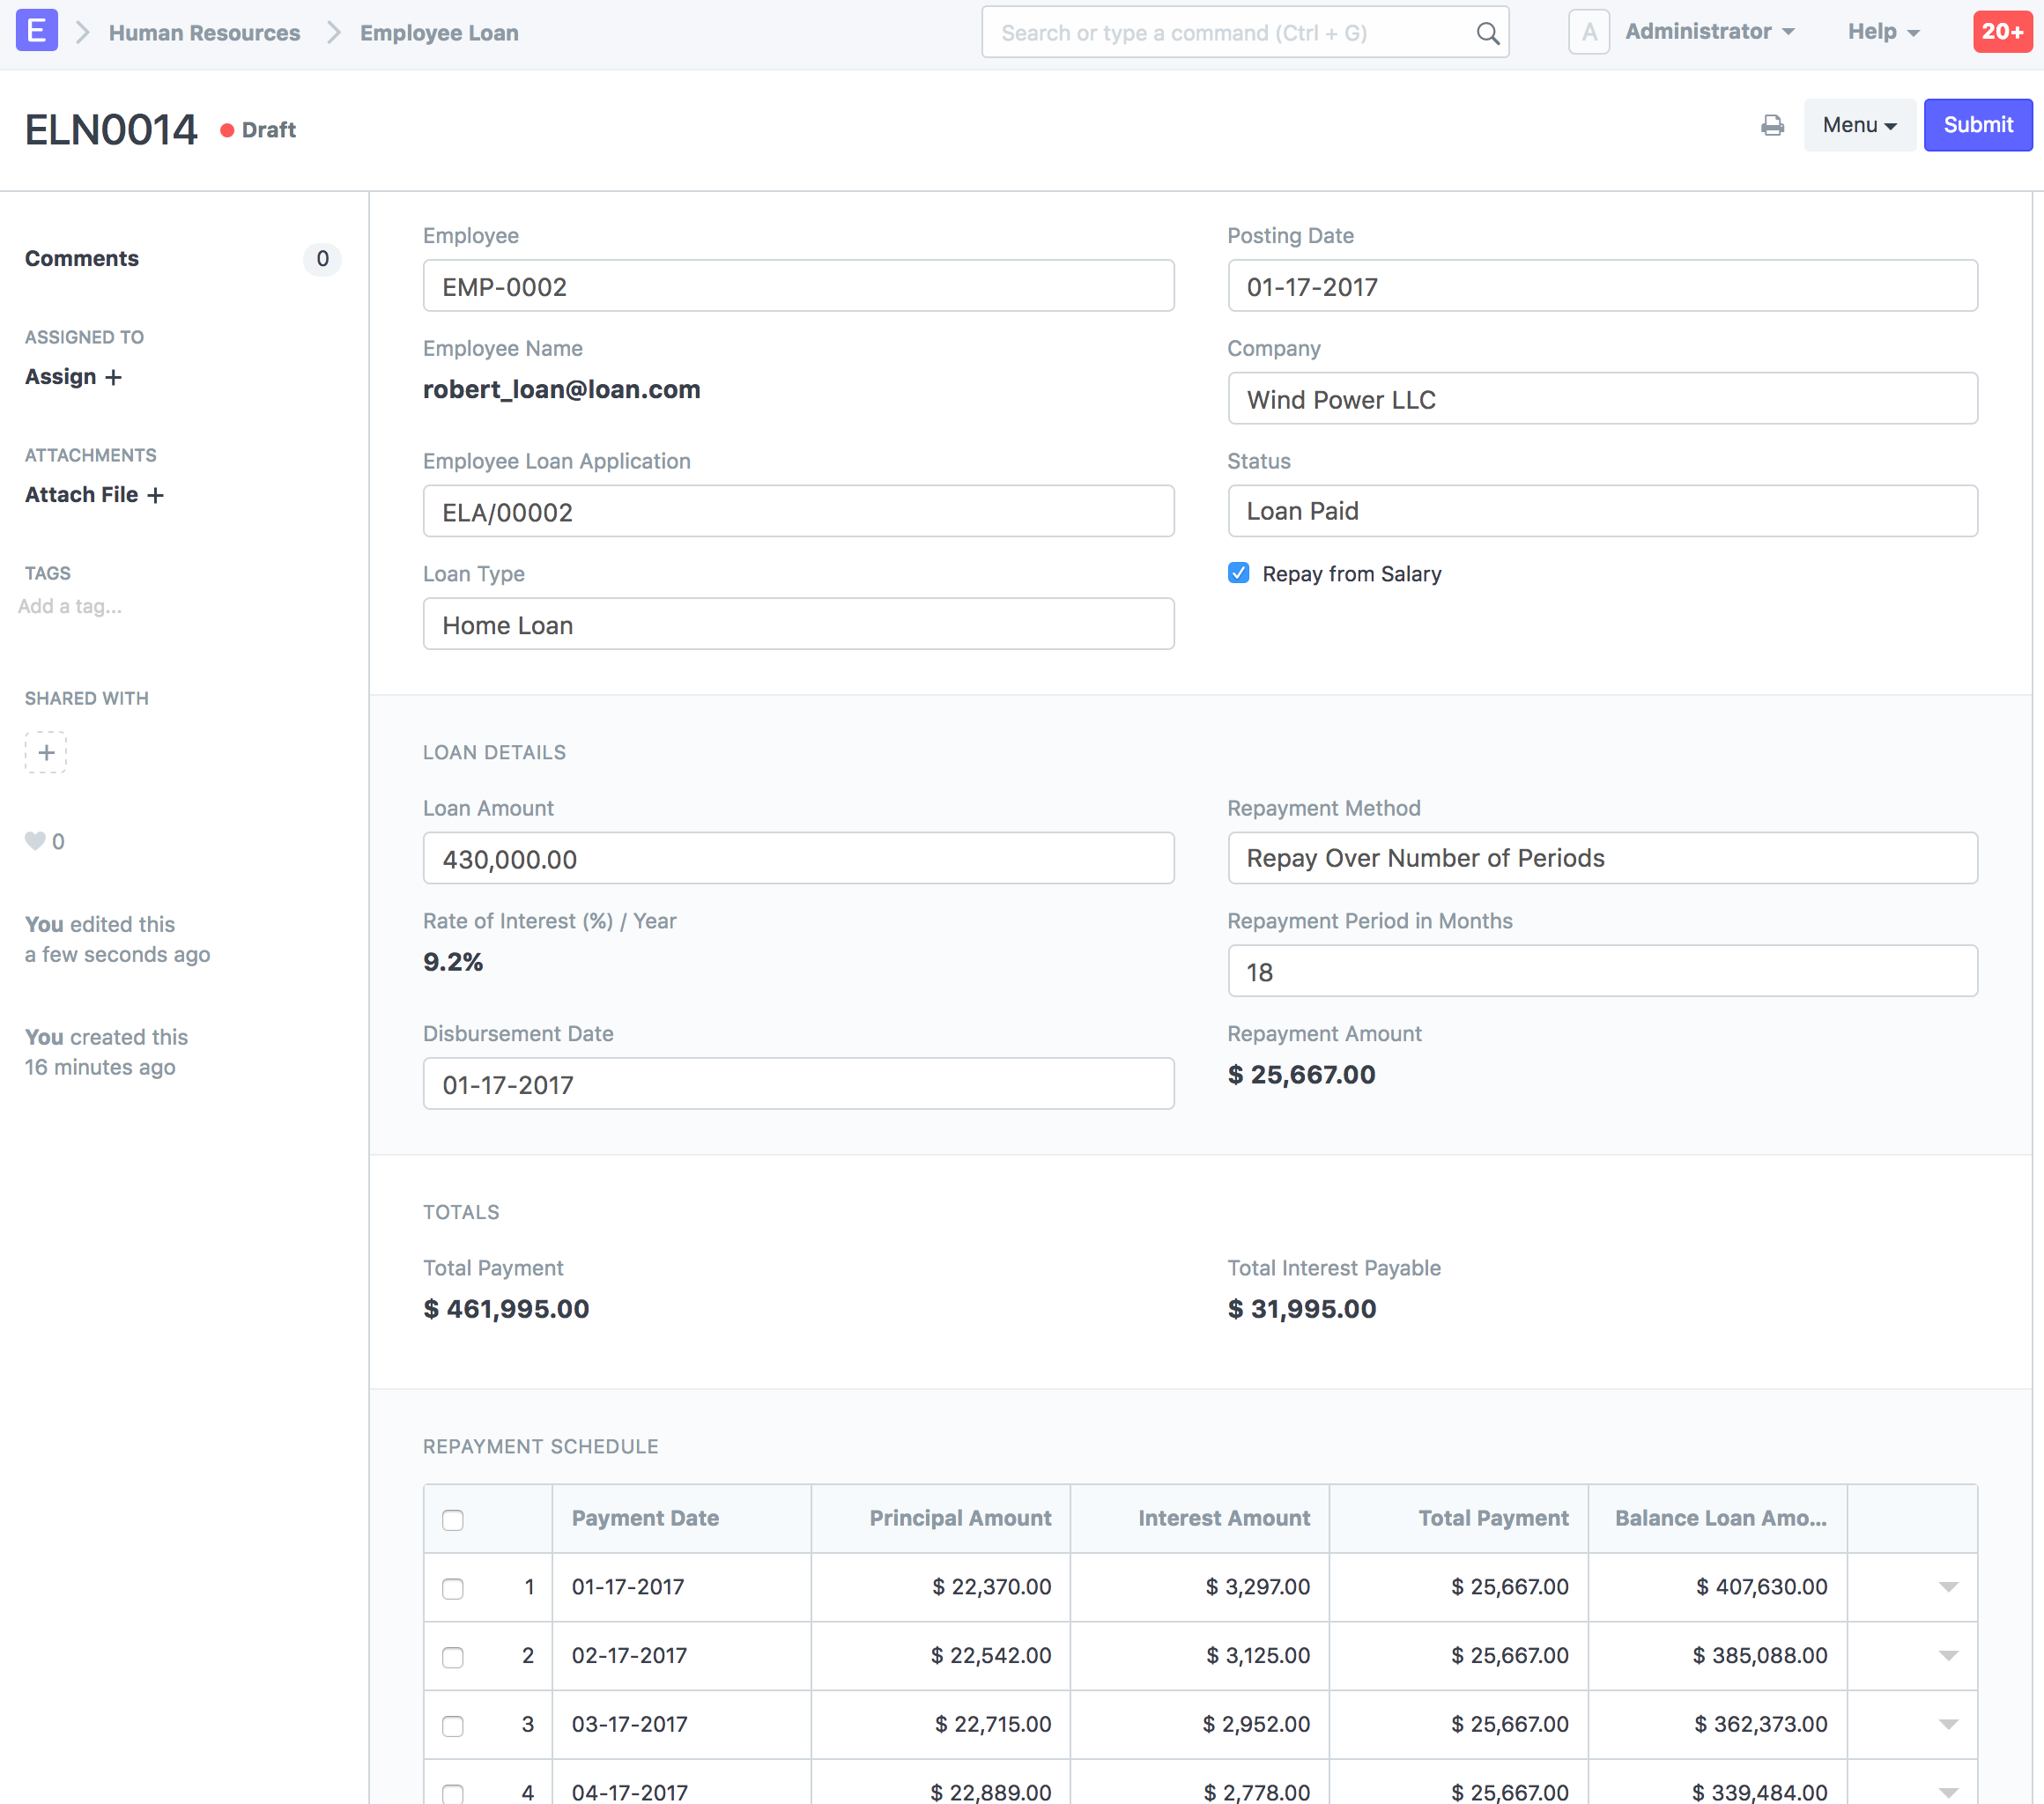 E Human Resources Employee Loan Search or type a command (Ctrl + G) A Administrator Help 20+
ELN0014 Draft Menu Submit
Comments 0
ASSIGNED TO
Assign +
ATTACHMENTS
Attach File +
TAGS
Add a tag...
SHARED WITH
+
0
You edited this
a few seconds ago
You created this
16 minutes ago
Employee
EMP-0002
Employee Name
robert_loan@loan.com
Employee Loan Application
ELA/00002
Loan Type
Home Loan
Posting Date
01-17-2017
Company
Wind Power LLC
Status
Loan Paid
Repay from Salary
LOAN DETAILS
Loan Amount
430,000.00
Rate of Interest (%) / Year
9.2%
Disbursement Date
01-17-2017
Repayment Method
Repay Over Number of Periods
Repayment Period in Months
18
Repayment Amount
$ 25,667.00
TOTALS
Total Payment
$ 461,995.00
Total Interest Payable
$ 31,995.00
REPAYMENT SCHEDULE
Payment Date Principal Amount Interest Amount Total Payment Balance Loan Amo...
1 01-17-2017 $ 22,370.00 $ 3,297.00 $ 25,667.00 $ 407,630.00
2 02-17-2017 $ 22,542.00 $ 3,125.00 $ 25,667.00 $ 385,088.00
3 03-17-2017 $ 22,715.00 $ 2,952.00 $ 25,667.00 $ 362,373.00
4 04-17-2017 $ 22,889.00 $ 2,778.00 $ 25,667.00 $ 339,484.00